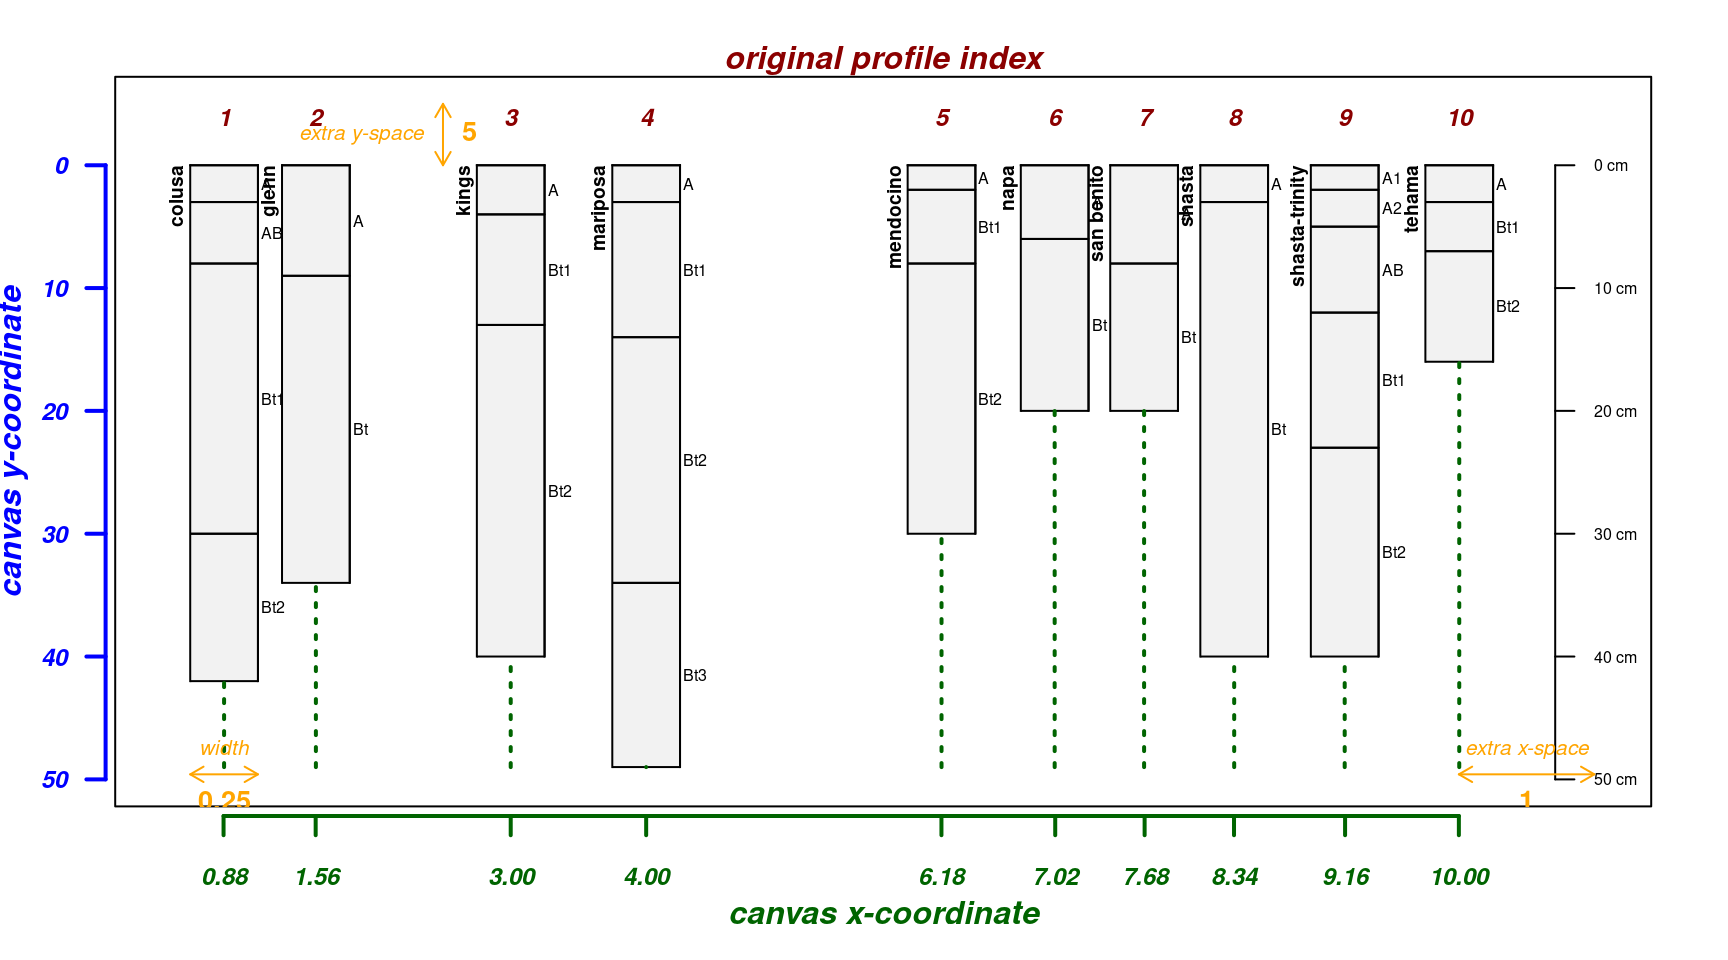 original profile index
1 2 3 4 5 6 7 8 9 10
extra y-space 5
canvas y-coordinate
0
10
20
30
40
50
colusa
AB
Bt1
Bt2
glenn
A
Bt
kings
A
Bt1
Bt2
mariposa
A
Bt1
Bt2
Bt3
mendocino
A
Bt1
Bt2
napa
Bt
san benito
Bt
shasta
A
Bt
shasta-trinity
A1
A2
AB
Bt1
Bt2
tehama
A
Bt1
Bt2
0 cm
10 cm
20 cm
30 cm
40 cm
50 cm
width
0.25
extra x-space
1
0.88 1.56 3.00 4.00 6.18 7.02 7.68 8.34 9.16 10.00
canvas x-coordinate